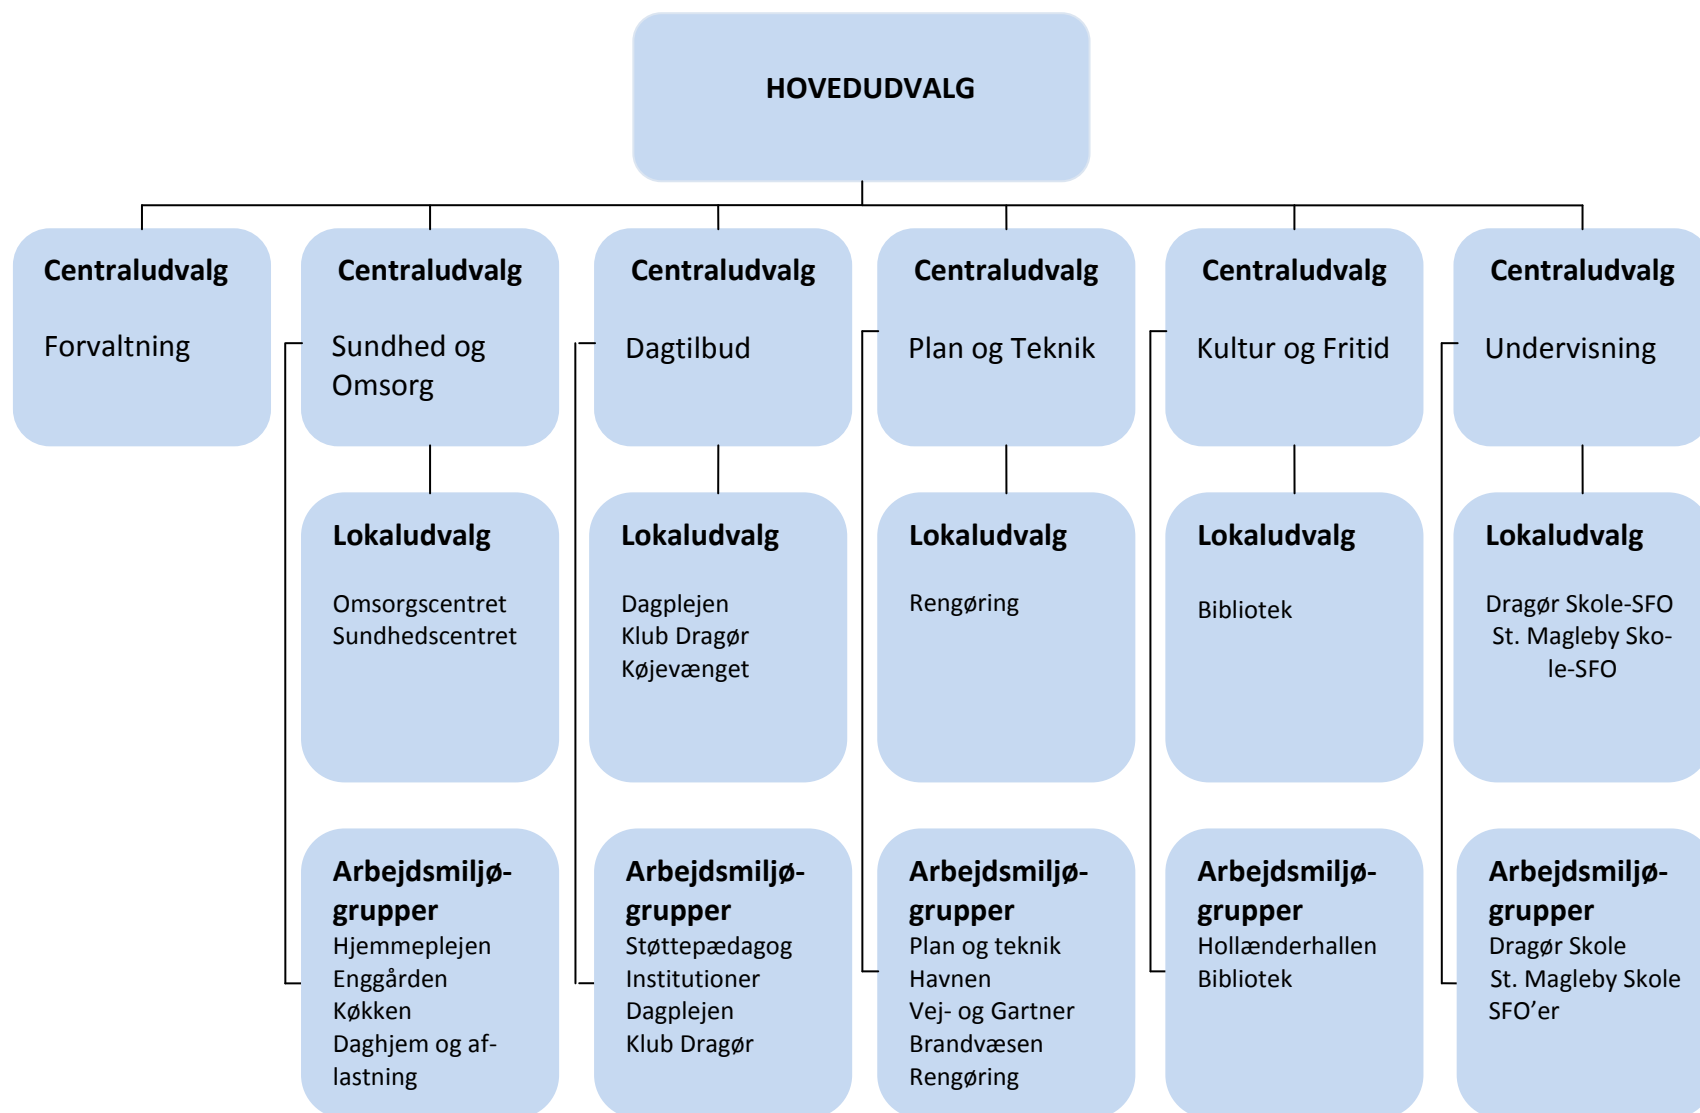 HOVEDUDVALG
Centraludvalg
Forvaltning
Centraludvalg
Sundhed og
Omsorg
Centraludvalg
Dagtilbud
Centraludvalg
Plan og Teknik
Centraludvalg
Kultur og Fritid
Centraludvalg
Undervisning
Lokaludvalg
Omsorgscentret
Sundhedscentret
Lokaludvalg
Dagplejen
Klub Dragør
Køjevænget
Lokaludvalg
Rengøring
Lokaludvalg
Bibliotek
Lokaludvalg
Dragør Skole-SFO
St. Magleby Sko-
le-SFO
Arbejdsmiljø-
grupper
Hjemmeplejen
Enggården
Køkken
Daghjem og af-
lastning
Arbejdsmiljø-
grupper
Støttepædagog
Institutioner
Dagplejen
Klub Dragør
Arbejdsmiljø-
grupper
Plan og teknik
Havnen
Vej- og Gartner
Brandvæsen
Rengøring
Arbejdsmiljø-
grupper
Hollænderhallen
Bibliotek
Arbejdsmiljø-
grupper
Dragør Skole
St. Magleby Skole
SFO’er